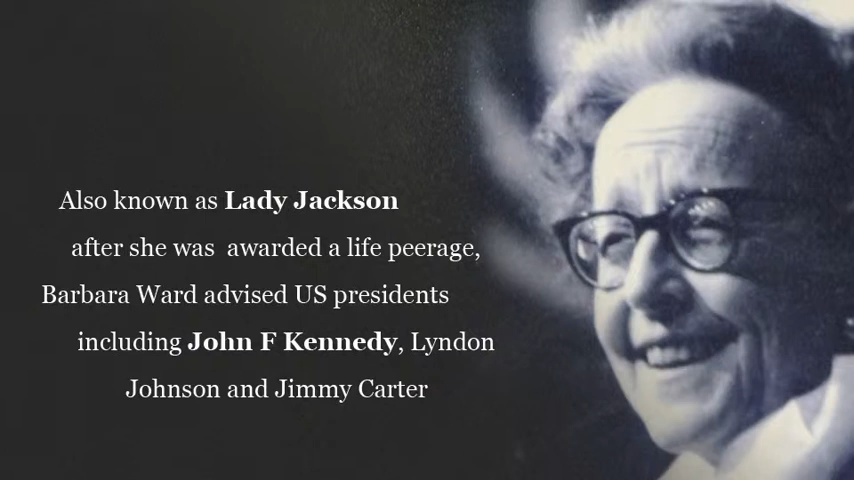 Also known as Lady Jackson
after she was  awarded a life peerage,
Barbara Ward advised US presidents
including John F Kennedy, Lyndon
Johnson and Jimmy Carter